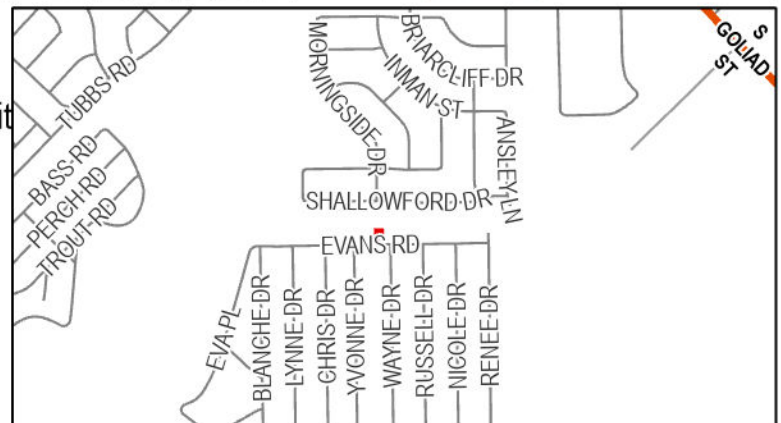 it
TUBBS RD
BASS RD
PERCH RD
TROUT RD
MORNINGSIDE DR
BRIARCLIFF DR
INMAN ST
ANSLEY LN
SHALLOWFORD DR
S GOLIAD ST
EVANS RD
EVA PL
BLANCHE DR
LYNNE DR
CHRIS DR
YVONNE DR
WAYNE DR
RUSSELL DR
NICOLE DR
RENEE DR